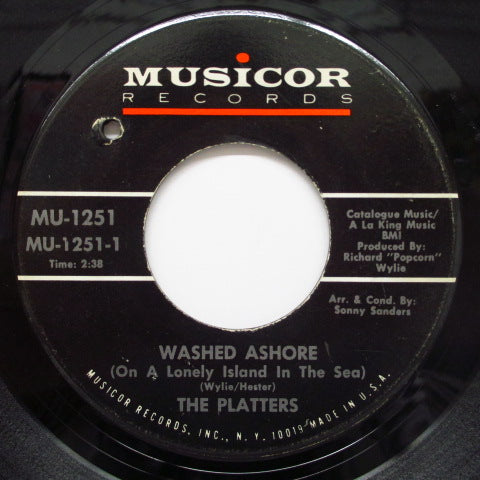 MUSICOR
RECORDS
MU-1251
MU-1251-1
Time: 2:38
Catalogue Music/
A La King Music
BMI
Produced By:
Richard "Popcorn"
Wylie
Arr. & Cond. By:
Sonny Sanders
WASHED ASHORE
(On A Lonely Island In The Sea)
(Wylie/Hester)
THE PLATTERS
MUSICOR RECORDS, INC., N.Y. 10019 MADE IN U.S.A.